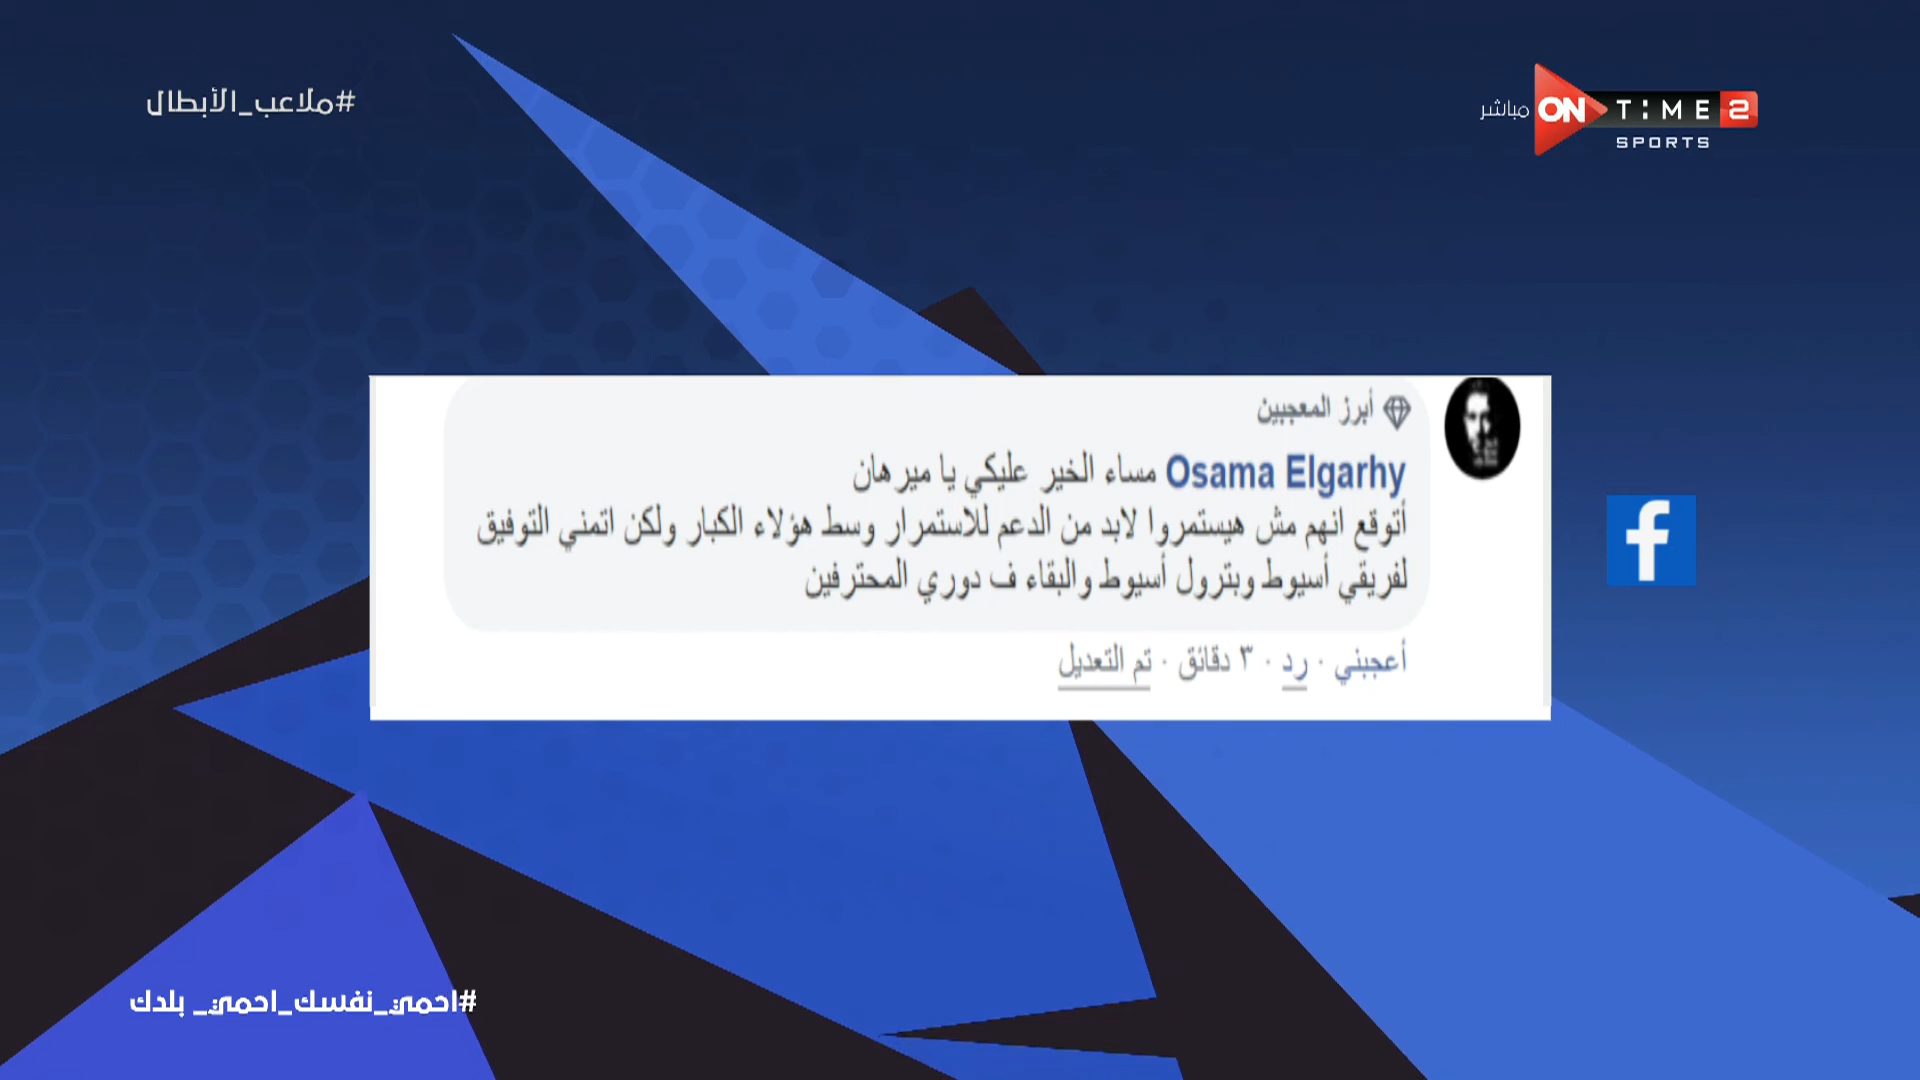 #ملاعب_الأبطال
مباشر ON TIME 2
SPORTS
أبرز المعجبين
Osama Elgarhy مساء الخير عليكي يا ميرهان
أتوقع انهم مش هيستمروا لابد من الدعم للاستمرار وسط هؤلاء الكبار ولكن اتمني التوفيق
لفريقي أسيوط وبترول أسيوط والبقاء ف دوري المحترفين
أعجبني · رد · ٣ دقائق · تم التعديل
#احمي_نفسك_احمي_ بلدك